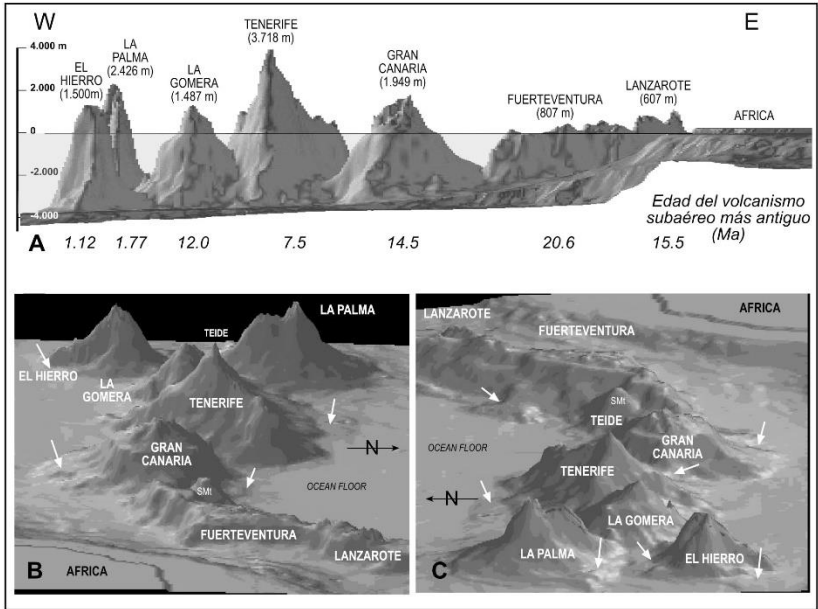 W
E
4.000 m
2.000
0
-2.000
-4.000
EL
HIERRO
(1.500m)
LA
PALMA
(2.426 m)
LA
GOMERA
(1.487 m)
TENERIFE
(3.718 m)
GRAN
CANARIA
(1.949 m)
FUERTEVENTURA
(807 m)
LANZAROTE
(607 m)
AFRICA
Edad del volcanismo
subaéreo más antiguo
(Ma)
A
1.12 1.77 12.0 7.5 14.5 20.6 15.5
LA PALMA
TEIDE
EL HIERRO
LA
GOMERA
TENERIFE
N
GRAN
CANARIA
OCEAN FLOOR
SMt
FUERTEVENTURA
LANZAROTE
B
AFRICA
AFRICA
LANZAROTE
FUERTEVENTURA
SMt
TEIDE
OCEAN FLOOR
GRAN
CANARIA
TENERIFE
N
LA GOMERA
LA PALMA
EL HIERRO
C